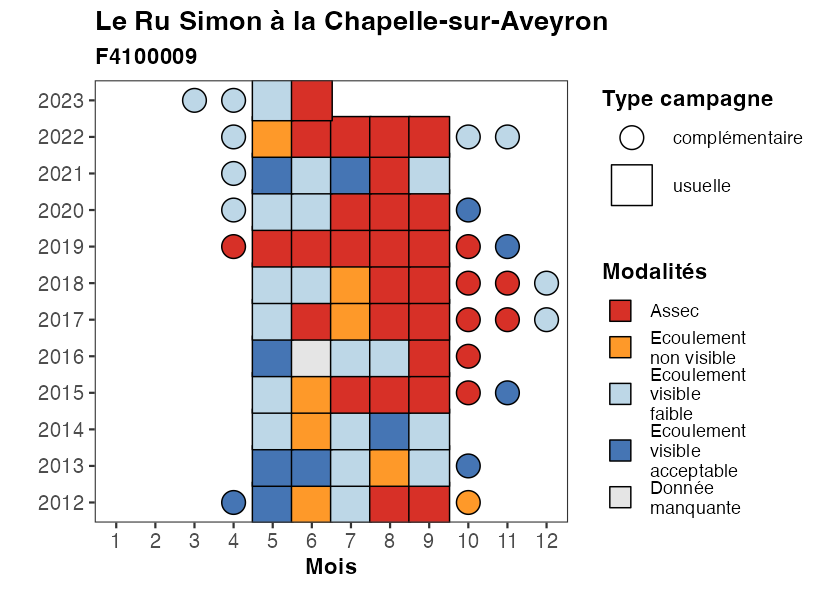 Le Ru Simon à la Chapelle-sur-Aveyron
F4100009
2023
2022
2021
2020
2019
2018
2017
2016
2015
2014
2013
2012
1 2 3 4 5 6 7 8 9 10 11 12
Mois
Type campagne
complémentaire
usuelle
Modalités
Assec
Ecoulement
non visible
Ecoulement
visible
faible
Ecoulement
visible
acceptable
Donnée
manquante